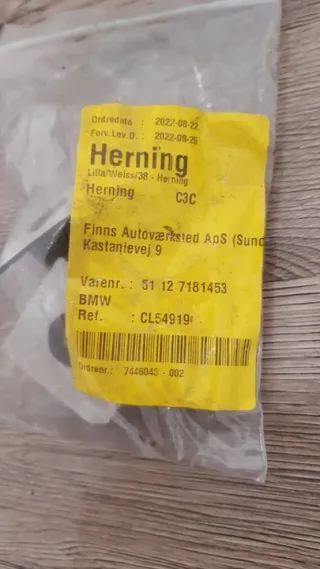 Ordredato : 2022-08-22
Forv.Lev.D. : 2022-08-25
Herning
Lilla/Weiss/38 - Herning
Herning C3C
Finns Autoværksted ApS (Sund
Kastanievej 9
Varenr. : 51 12 7181453
BMW
Ref. : CL54919
Ordrenr.: 7446043 - 002